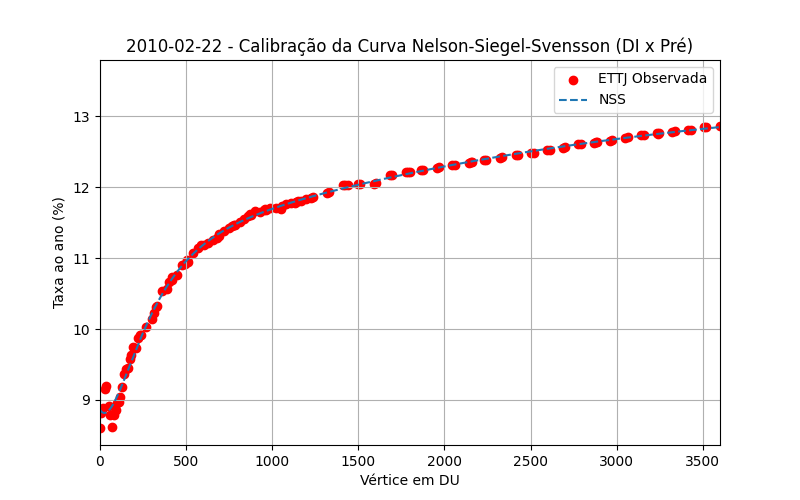 2010-02-22 - Calibração da Curva Nelson-Siegel-Svensson (DI x Pré)
ETTJ Observada
NSS
Taxa ao ano (%)
13
12
11
10
9
0 500 1000 1500 2000 2500 3000 3500
Vértice em DU